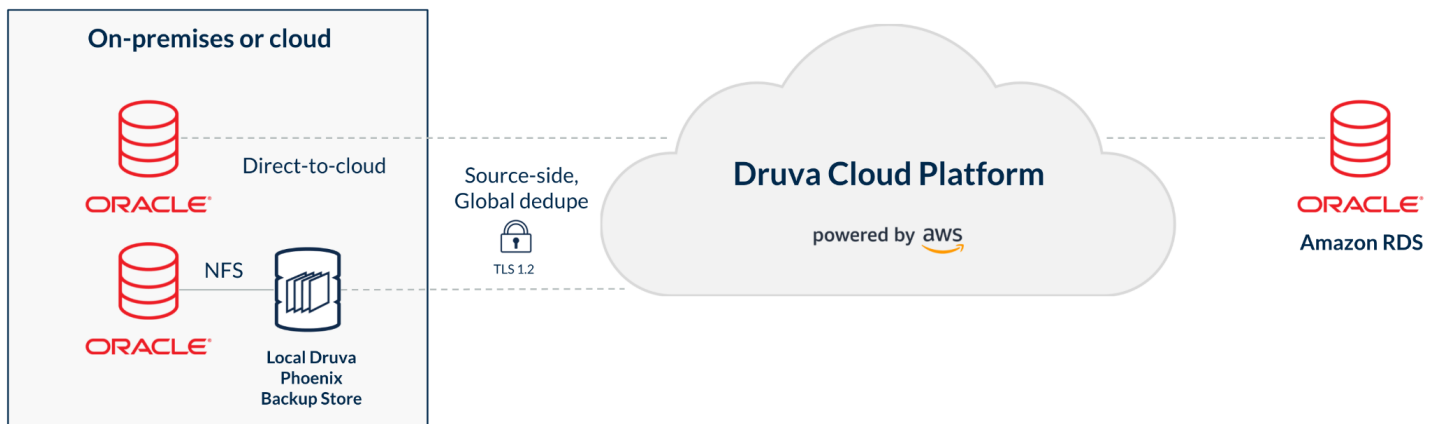 On-premises or cloud
ORACLE®
Direct-to-cloud
ORACLE®
NFS
Local Druva
Phoenix
Backup Store
Source-side,
Global dedupe
TLS 1.2
Druva Cloud Platform
powered by aws
ORACLE®
Amazon RDS